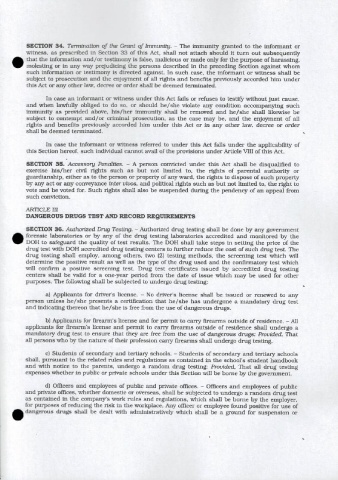 SECTION 34. Termination of the Grant of Immunity. – The immunity granted to the informant or
witness, as prescribed in Section 33 of this Act, shall not attach should it turn out subsequently
that the information and/or testimony is false, malicious or made only for the purpose of harassing,
molesting or in any way prejudicing the persons described in the preceding Section against whom
such information or testimony is directed against. In such case, the informant or witness shall be
subject to prosecution and the enjoyment of all rights and benefits previously accorded him under
this Act or any other law, decree or order shall be deemed terminated.
In case an informant or witness under this Act fails or refuses to testify without just cause,
and when lawfully obliged to do so, or should he/she violate any condition accompanying such
immunity as provided above, his/her immunity shall be removed and he/she shall likewise be
subject to contempt and/or criminal prosecution, as the case may be, and the enjoyment of all
rights and benefits previously accorded him under this Act or in any other law, decree or order
shall be deemed terminated.
In case the informant or witness referred to under this Act falls under the applicability of
this Section hereof, such individual cannot avail of the provisions under Article VIII of this Act.
SECTION 35. Accessory Penalties. – A person convicted under this Act shall be disqualified to
exercise his/her civil rights such as but not limited to, the rights of parental authority or
guardianship, either as to the person or property of any ward, the rights to dispose of such property
by any act or any conveyance inter vivos, and political rights such as but not limited to, the right to
vote and be voted for. Such rights shall also be suspended during the pendency of an appeal from
such conviction.
ARTICLE III
DANGEROUS DRUGS TEST AND RECORD REQUIREMENTS
SECTION 36. Authorized Drug Testing. – Authorized drug testing shall be done by any government
forensic laboratories or by any of the drug testing laboratories accredited and monitored by the
DOH to safeguard the quality of test results. The DOH shall take steps in setting the price of the
drug test with DOH accredited drug testing centers to further reduce the cost of such drug test. The
drug testing shall employ, among others, two (2) testing methods, the screening test which will
determine the positive result as well as the type of the drug used and the confirmatory test which
will confirm a positive screening test. Drug test certificates issued by accredited drug testing
centers shall be valid for a one-year period from the date of issue which may be used for other
purposes. The following shall be subjected to undergo drug testing:
a) Applicants for driver's license. – No driver's license shall be issued or renewed to any
person unless he/she presents a certification that he/she has undergone a mandatory drug test
and indicating thereon that he/she is free from the use of dangerous drugs.
b) Applicants for firearm's license and for permit to carry firearms outside of residence. – All
applicants for firearm's license and permit to carry firearms outside of residence shall undergo a
mandatory drug test to ensure that they are free from the use of dangerous drugs: Provided, That
all persons who by the nature of their profession carry firearms shall undergo drug testing.
c) Students of secondary and tertiary schools. – Students of secondary and tertiary schools
shall, pursuant to the related rules and regulations as contained in the school's student handbook
and with notice to the parents, undergo a random drug testing: Provided, That all drug testing
expenses whether in public or private schools under this Section will be borne by the government.
d) Officers and employees of public and private offices. – Officers and employees of public
and private offices, whether domestic or overseas, shall be subjected to undergo a random drug test
as contained in the company's work rules and regulations, which shall be borne by the employer,
for purposes of reducing the risk in the workplace. Any officer or employee found positive for use of
dangerous drugs shall be dealt with administratively which shall be a ground for suspension or